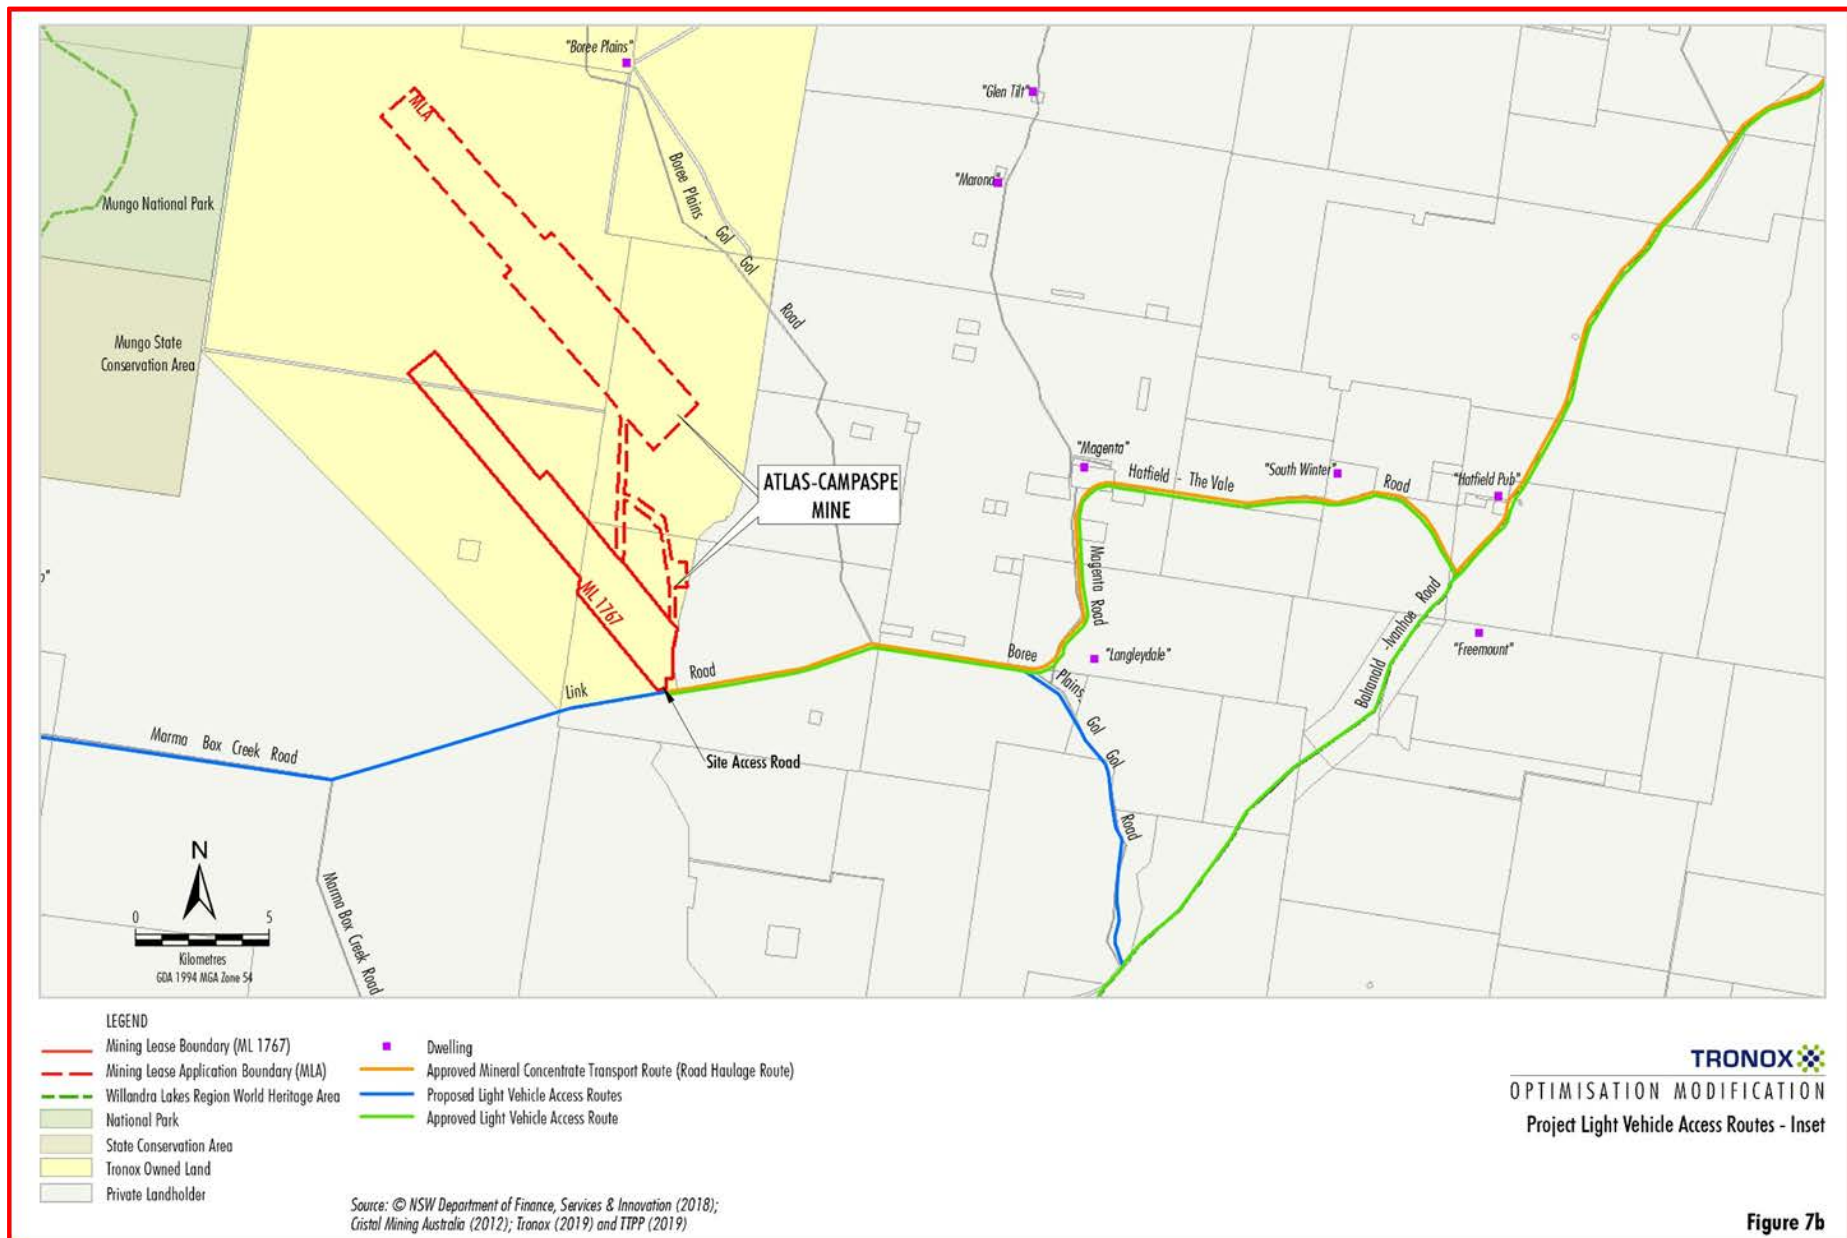 "Boree Plains"
"Glen Tilt"
MLA
Boree Plains
Gol
Gol
Road
"Marona"
Mungo National Park
Mungo State
Conservation Area
"Magenta"
Hatfield - The Vale
"South Winter"
Road
"Hatfield Pub"
ATLAS-CAMPASPE
MINE
ML 1767
Magenta Road
Balranald -Ivanhoe Road
"Freemount"
"Langleydale"
Boree
Plains
Gol
Gol
Road
Link
Road
Marma Box Creek Road
Site Access Road
Marma Box Creek Road
N
0 5
Kilometres
GDA 1994 MGA Zone 54
LEGEND
Mining Lease Boundary (ML 1767)
Mining Lease Application Boundary (MLA)
Willandra Lakes Region World Heritage Area
National Park
State Conservation Area
Tronox Owned Land
Private Landholder
Dwelling
Approved Mineral Concentrate Transport Route (Road Haulage Route)
Proposed Light Vehicle Access Routes
Approved Light Vehicle Access Route
Source: © NSW Department of Finance, Services & Innovation (2018);
Cristal Mining Australia (2012); Tronox (2019) and TTPP (2019)
TRONOX
OPTIMISATION MODIFICATION
Project Light Vehicle Access Routes - Inset
Figure 7b